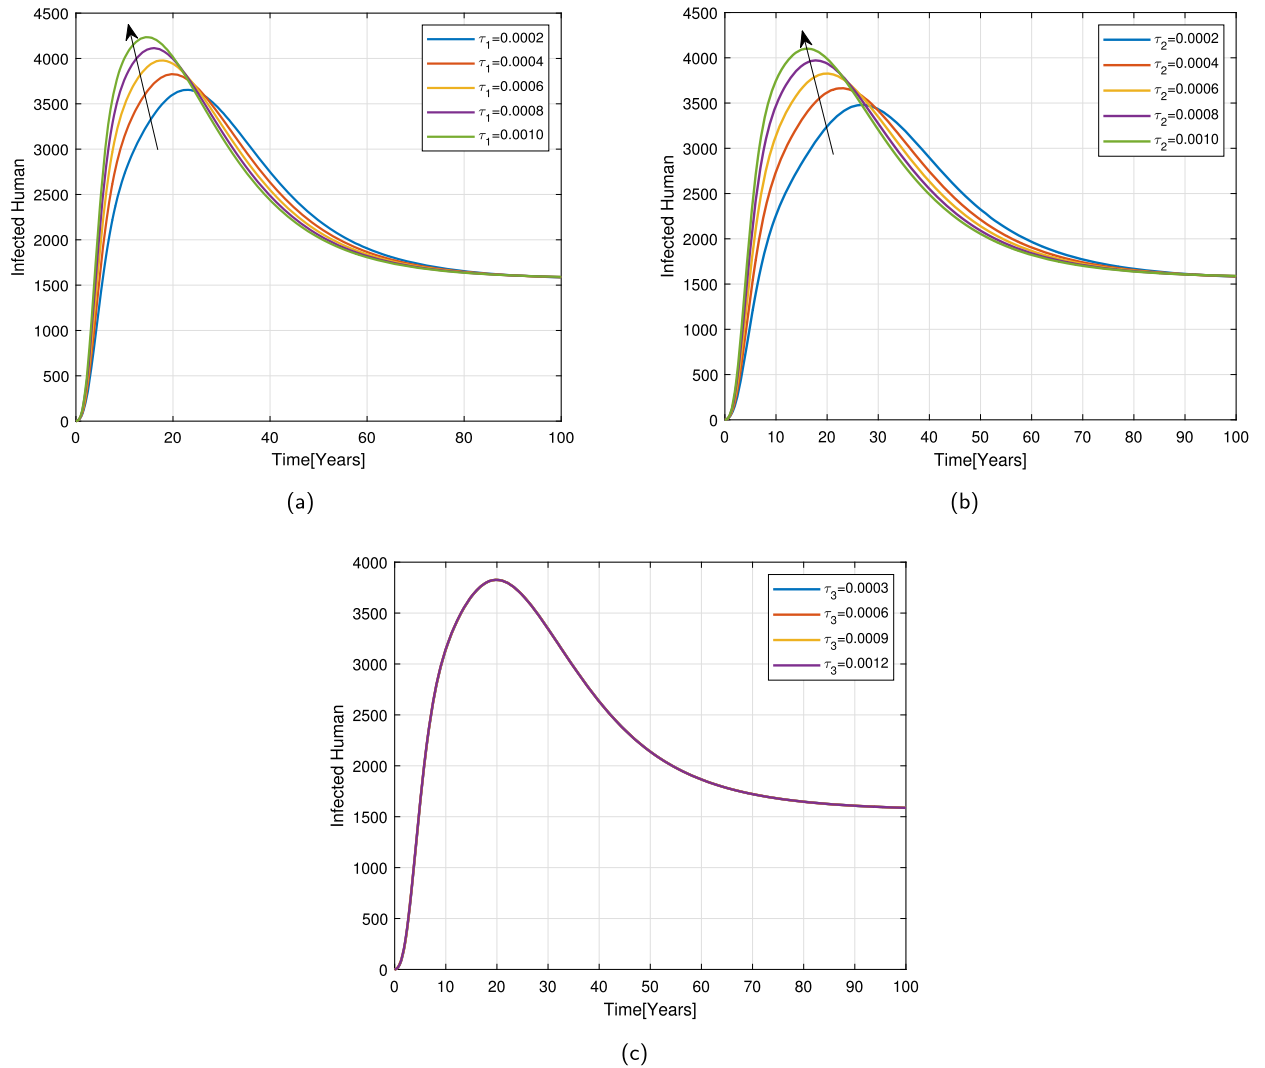 4500
4000
3500
3000
2500
2000
1500
1000
500
0
0 20 40 60 80 100
Infected Human
Time[Years]
τ1=0.0002
τ1=0.0004
τ1=0.0006
τ1=0.0008
τ1=0.0010
(a)
4500
4000
3500
3000
2500
2000
1500
1000
500
0
0 10 20 30 40 50 60 70 80 90 100
Infected Human
Time[Years]
τ2=0.0002
τ2=0.0004
τ2=0.0006
τ2=0.0008
τ2=0.0010
(b)
4000
3500
3000
2500
2000
1500
1000
500
0
0 10 20 30 40 50 60 70 80 90 100
Infected Human
Time[Years]
τ3=0.0003
τ3=0.0006
τ3=0.0009
τ3=0.0012
(c)